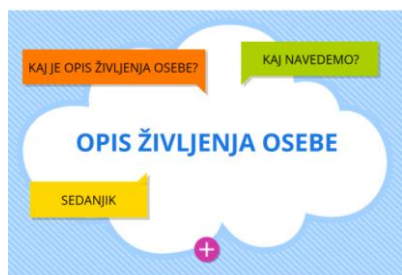 KAJ JE OPIS ŽIVLJENJA OSEBE?
KAJ NAVEDEMO?
OPIS ŽIVLJENJA OSEBE
SEDANJIK